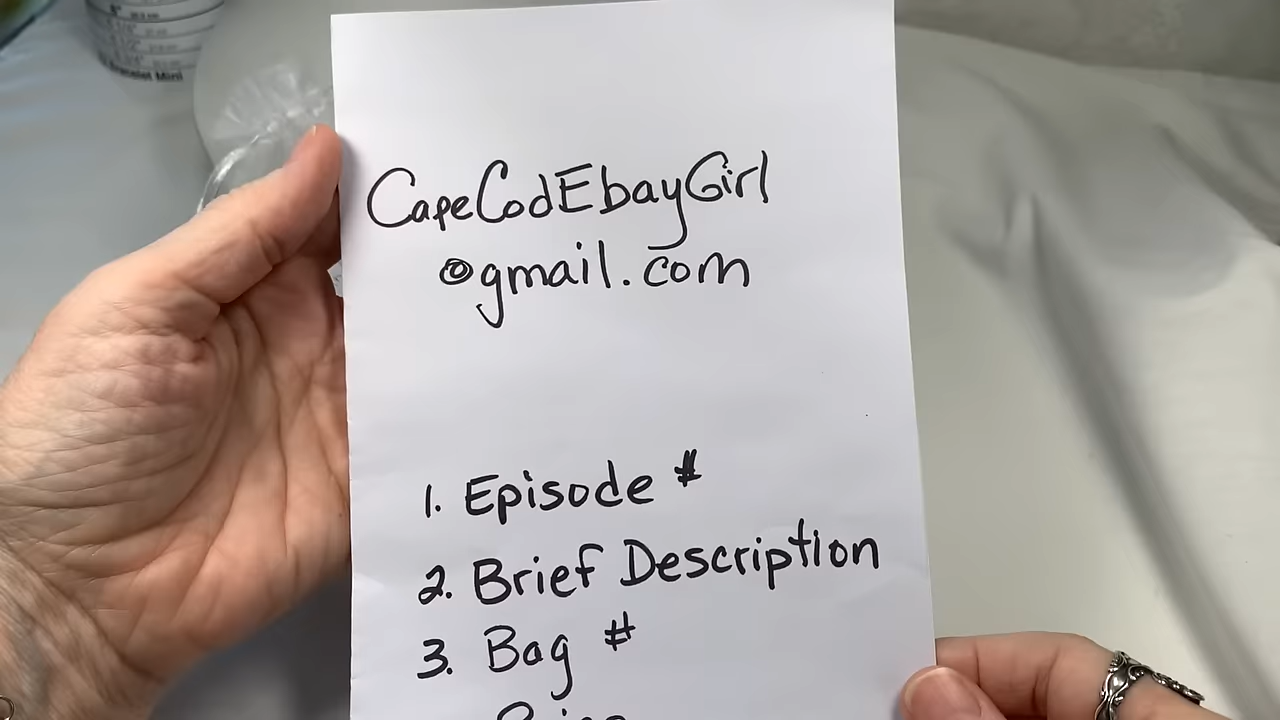 CapeCodEbayGirl
@gmail.com
1. Episode #
2. Brief Description
3. Bag #